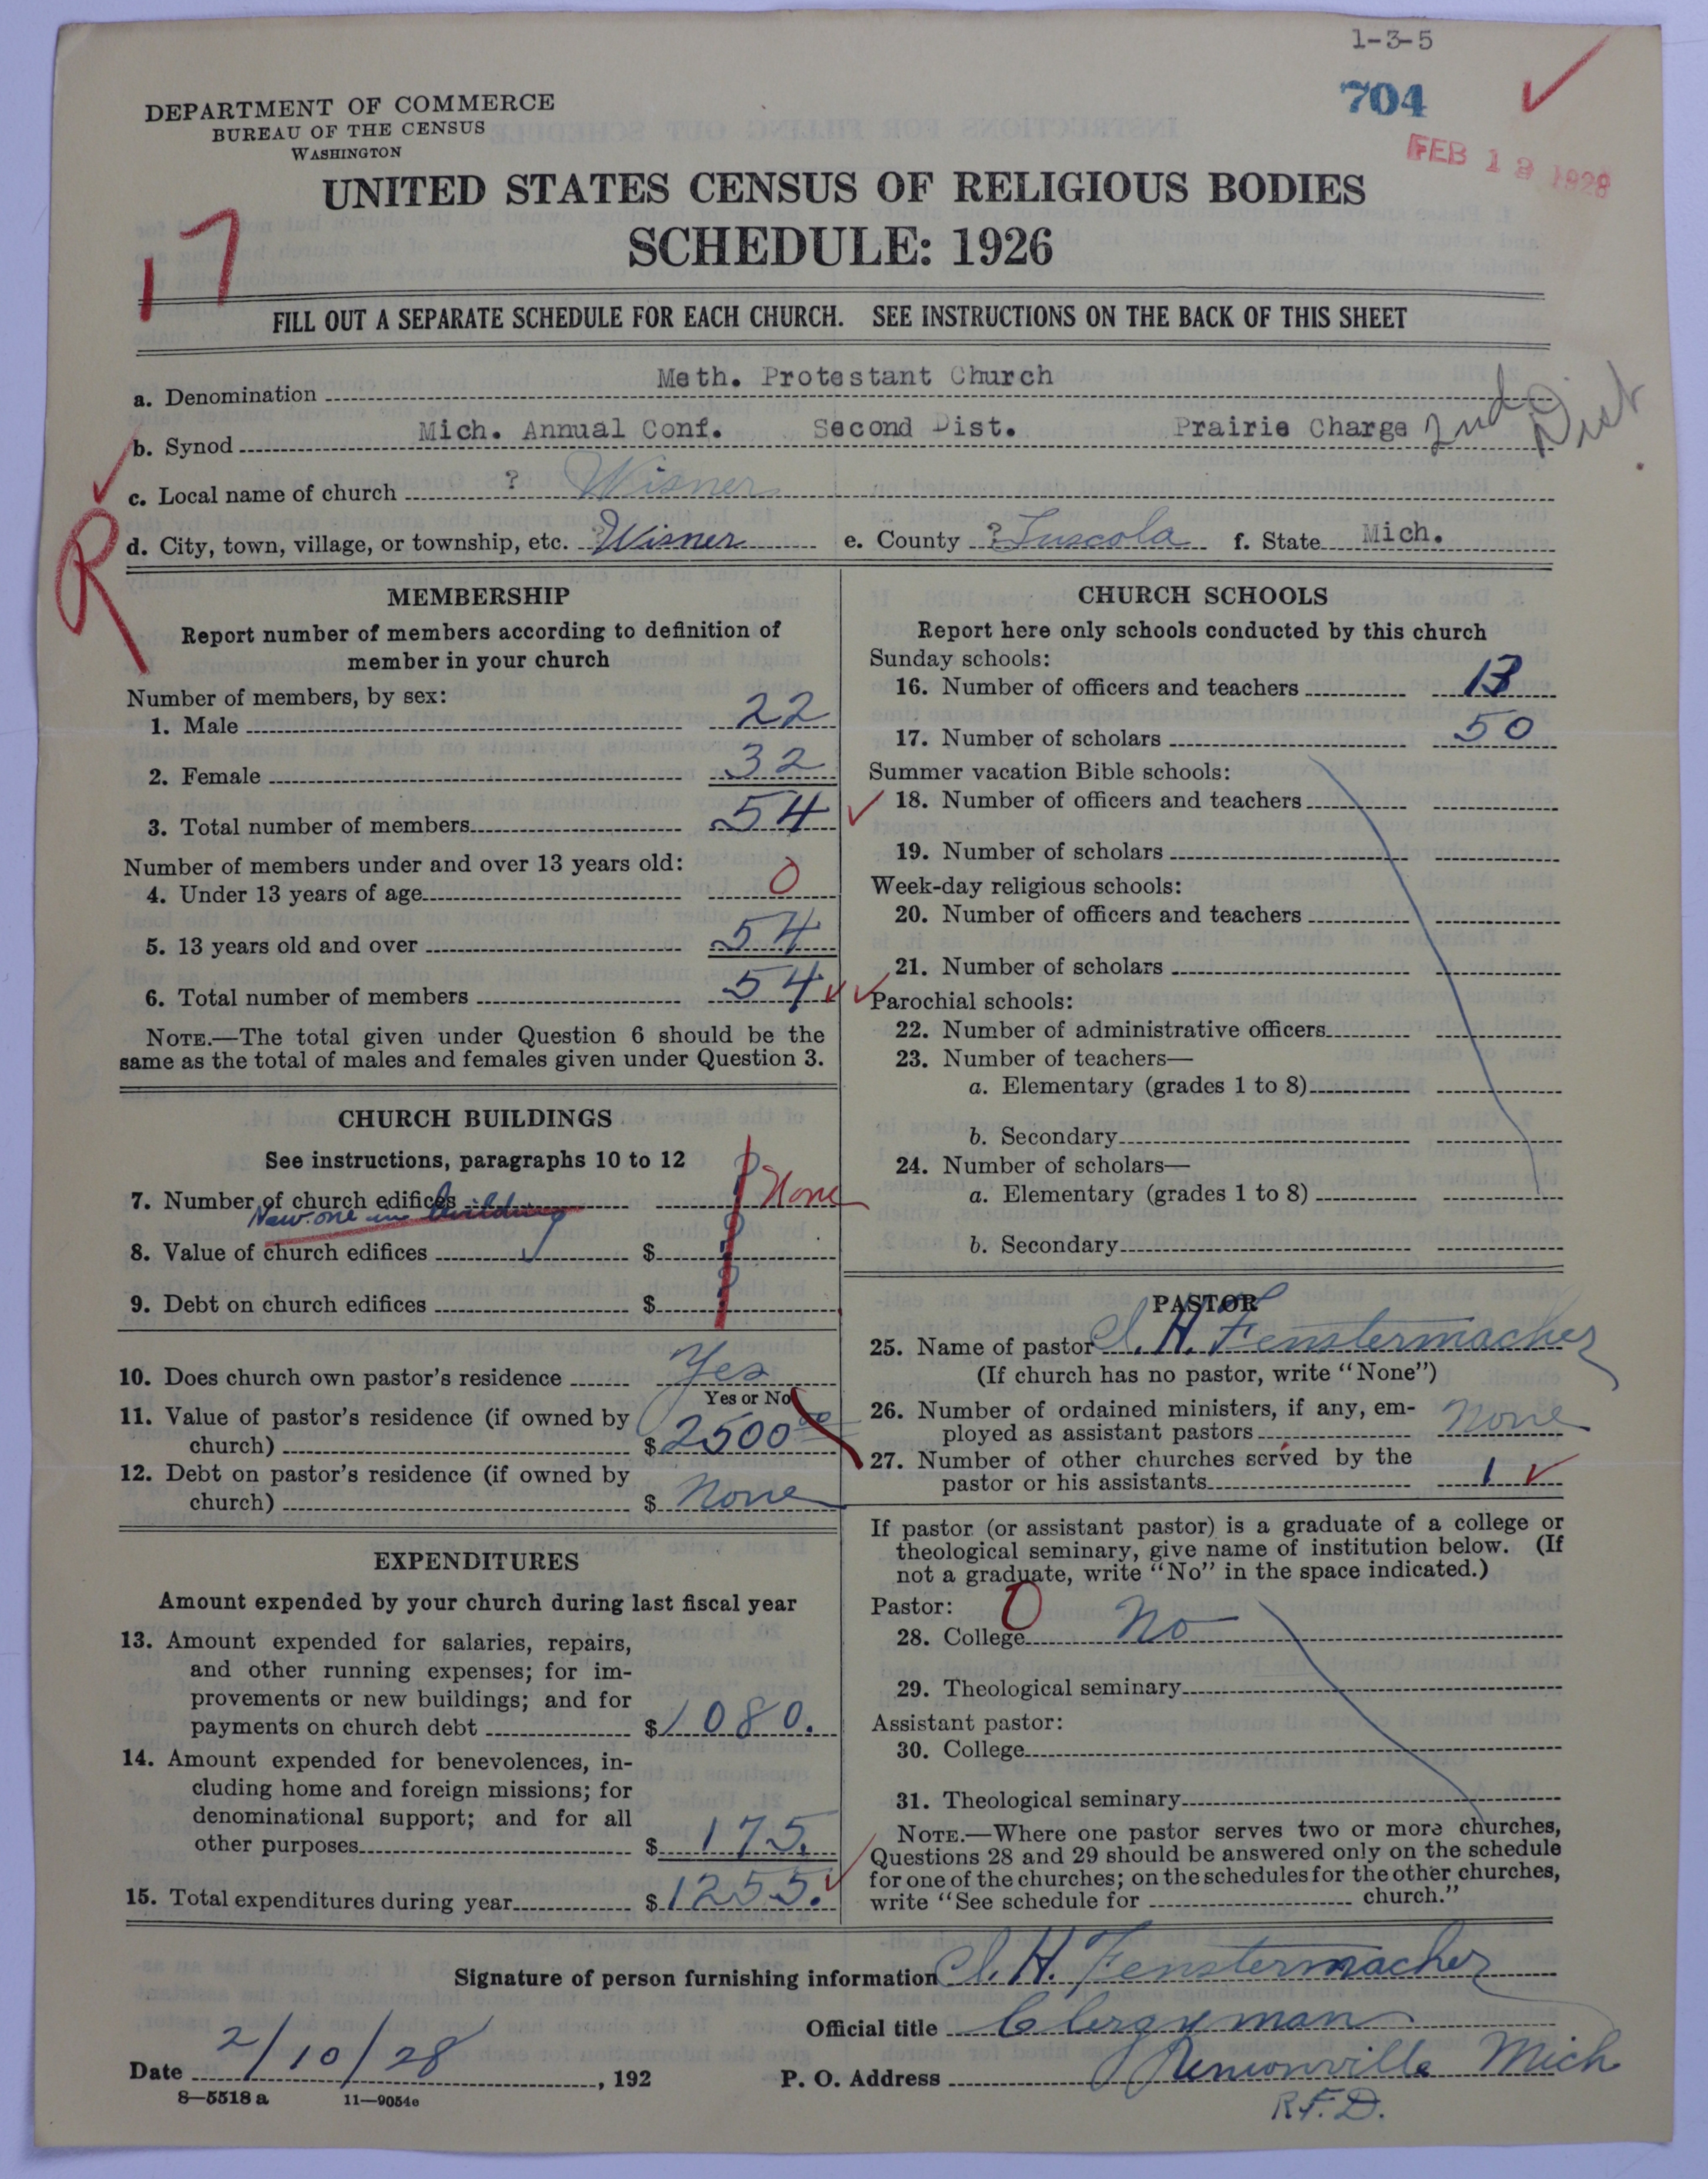 1-3-5
704
FEB 13 1928
DEPARTMENT OF COMMERCE
BUREAU OF THE CENSUS
WASHINGTON
UNITED STATES CENSUS OF RELIGIOUS BODIES
SCHEDULE: 1926
17
FILL OUT A SEPARATE SCHEDULE FOR EACH CHURCH. SEE INSTRUCTIONS ON THE BACK OF THIS SHEET
a. Denomination Meth. Protestant Church
b. Synod Mich. Annual Conf. Second Dist. Prairie Charge 2nd Dist.
c. Local name of church ? Wisner
R
d. City, town, village, or township, etc. ? Wisner e. County ? Tuscola f. State Mich.
MEMBERSHIP
Report number of members according to definition of
member in your church
Number of members, by sex:
1. Male 22
2. Female 32
3. Total number of members 54
Number of members under and over 13 years old:
4. Under 13 years of age 0
5. 13 years old and over 54
6. Total number of members 54
NOTE.—The total given under Question 6 should be the
same as the total of males and females given under Question 3.
CHURCH BUILDINGS
See instructions, paragraphs 10 to 12
7. Number of church edifices None
New one in building
8. Value of church edifices $
9. Debt on church edifices $
10. Does church own pastor's residence Yes
Yes or No
11. Value of pastor's residence (if owned by
church) $ 2500 00
12. Debt on pastor's residence (if owned by
church) $ None
EXPENDITURES
Amount expended by your church during last fiscal year
13. Amount expended for salaries, repairs,
and other running expenses; for im-
provements or new buildings; and for
payments on church debt $ 1080.
14. Amount expended for benevolences, in-
cluding home and foreign missions; for
denominational support; and for all
other purposes $ 175.
15. Total expenditures during year $ 1255.
CHURCH SCHOOLS
Report here only schools conducted by this church
Sunday schools:
16. Number of officers and teachers 13
17. Number of scholars 50
Summer vacation Bible schools:
18. Number of officers and teachers
19. Number of scholars
Week-day religious schools:
20. Number of officers and teachers
21. Number of scholars
Parochial schools:
22. Number of administrative officers
23. Number of teachers—
a. Elementary (grades 1 to 8)
b. Secondary
24. Number of scholars—
a. Elementary (grades 1 to 8)
b. Secondary
PASTOR
25. Name of pastor I. H. Fenstermacher
(If church has no pastor, write "None")
26. Number of ordained ministers, if any, em-
ployed as assistant pastors None
27. Number of other churches served by the
pastor or his assistants 1
If pastor (or assistant pastor) is a graduate of a college or
theological seminary, give name of institution below. (If
not a graduate, write "No" in the space indicated.)
Pastor: 0
28. College No
29. Theological seminary
Assistant pastor:
30. College
31. Theological seminary
NOTE.—Where one pastor serves two or more churches,
Questions 28 and 29 should be answered only on the schedule
for one of the churches; on the schedules for the other churches,
write "See schedule for church."
Signature of person furnishing information I. H. Fenstermacher
Official title Clergyman
Date 2/10/28 , 192
P. O. Address Unionville Mich
R.F.D.
8—5518 a 11—9054e